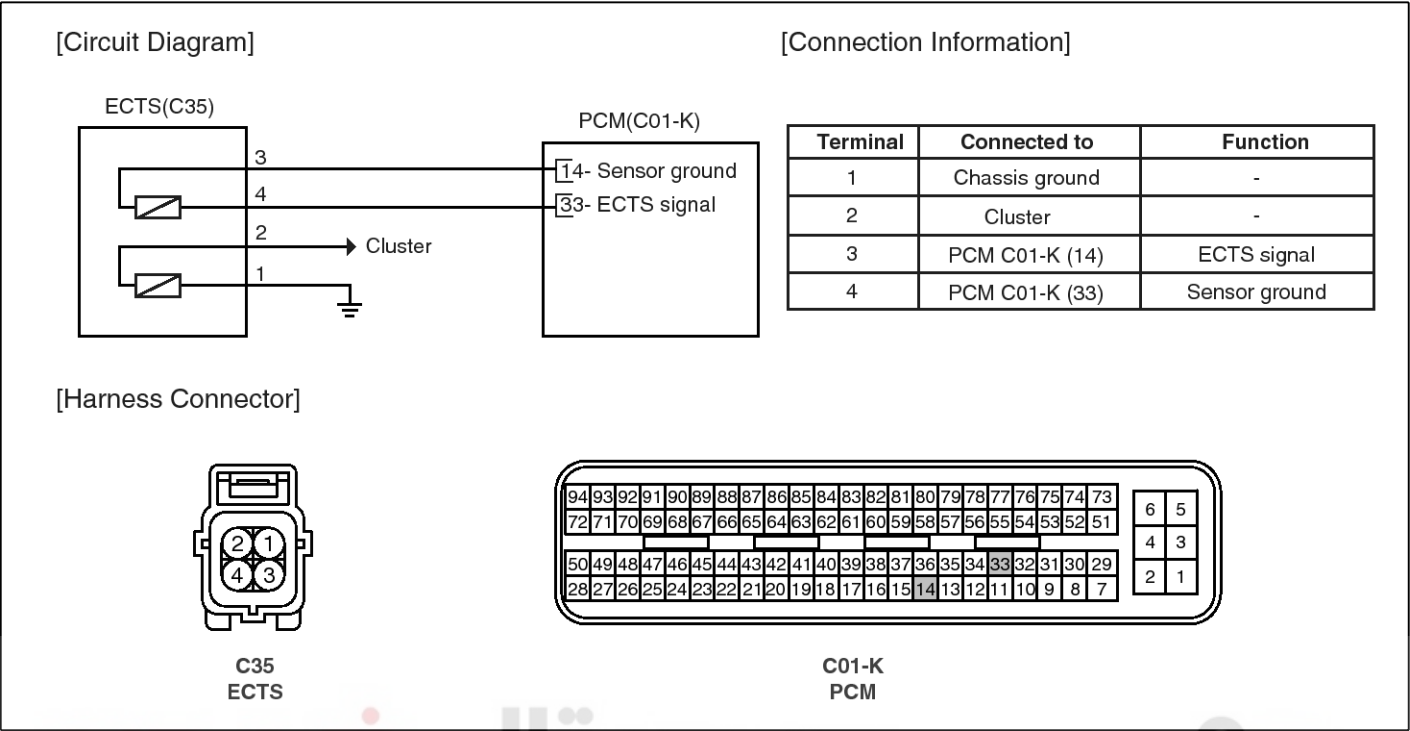 [Circuit Diagram]
[Connection Information]
ECTS(C35)
PCM(C01-K)
3
14- Sensor ground
4
33- ECTS signal
2
Cluster
1
Terminal Connected to Function
1 Chassis ground -
2 Cluster -
3 PCM C01-K (14) ECTS signal
4 PCM C01-K (33) Sensor ground
[Harness Connector]
2 1
4 3
C35
ECTS
94 93 92 91 90 89 88 87 86 85 84 83 82 81 80 79 78 77 76 75 74 73
72 71 70 69 68 67 66 65 64 63 62 61 60 59 58 57 56 55 54 53 52 51
50 49 48 47 46 45 44 43 42 41 40 39 38 37 36 35 34 33 32 31 30 29
28 27 26 25 24 23 22 21 20 19 18 17 16 15 14 13 12 11 10 9 8 7
6 5
4 3
2 1
C01-K
PCM